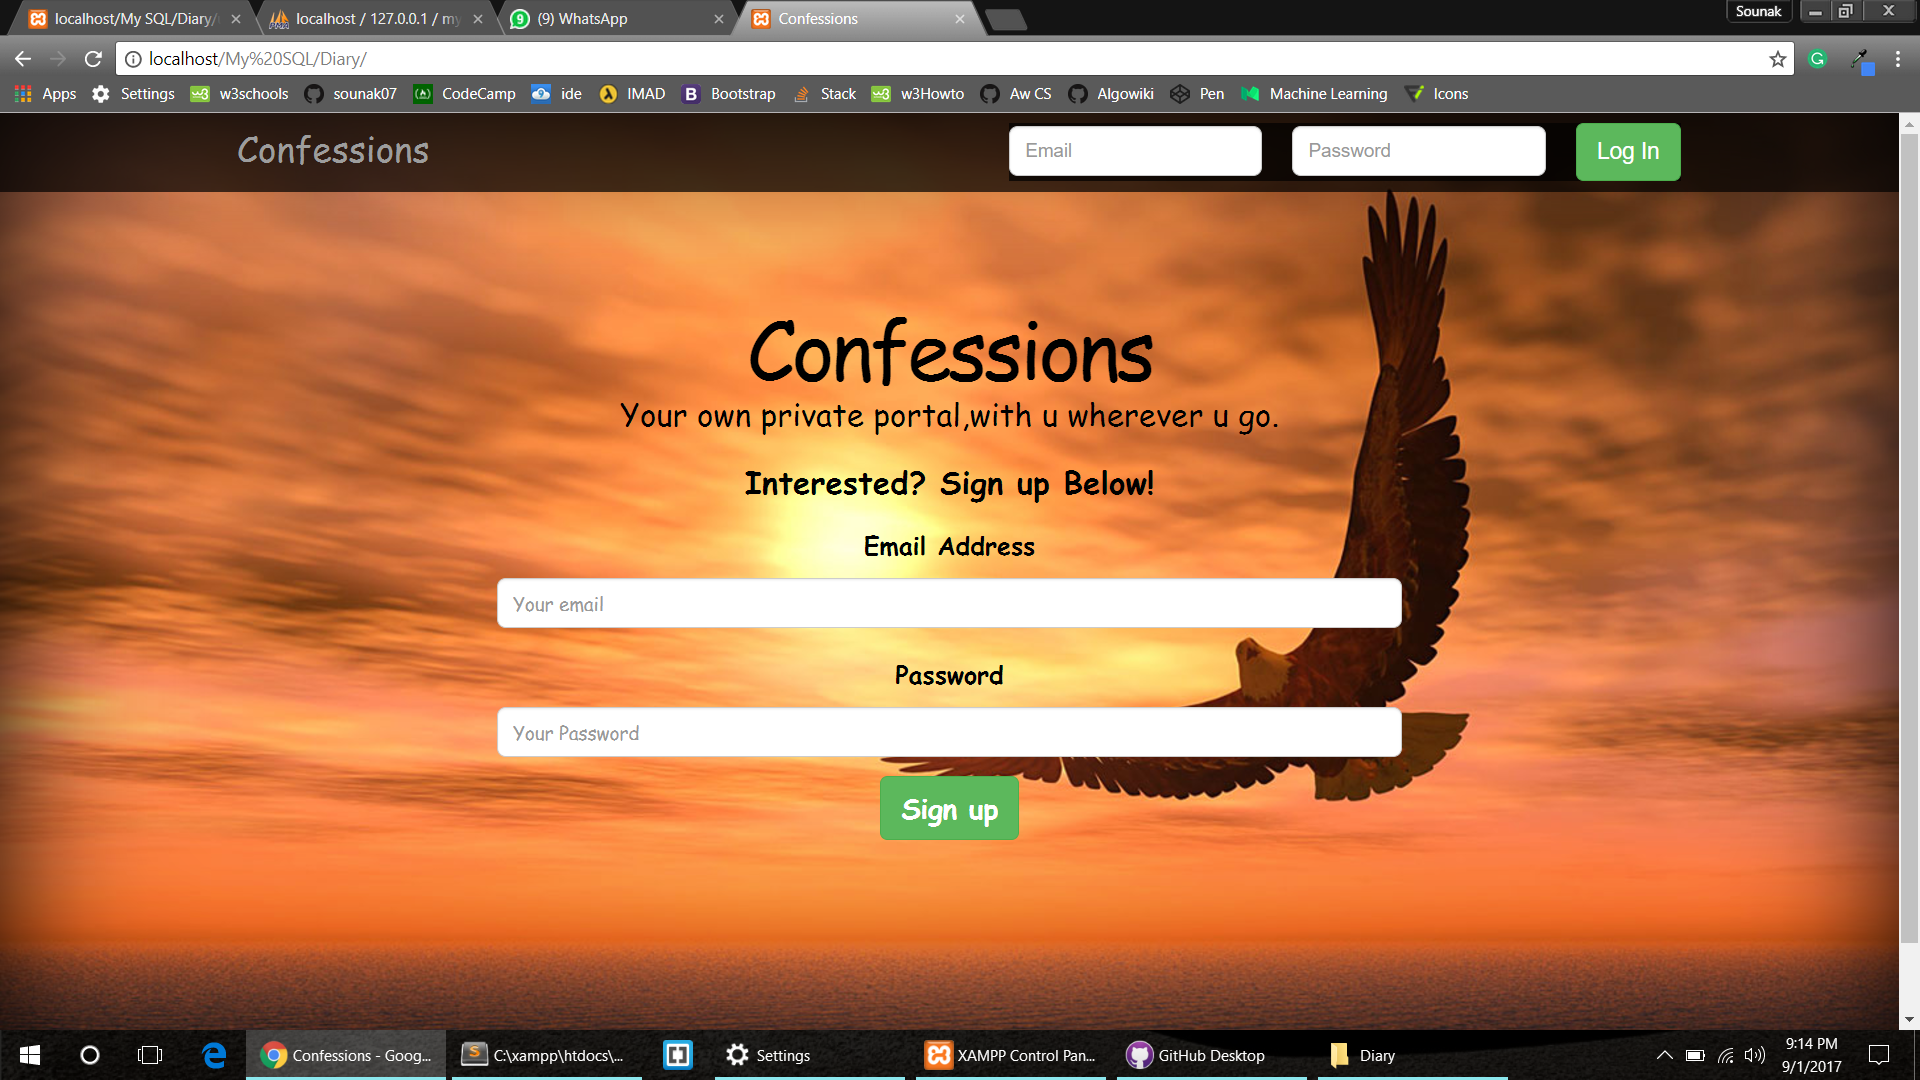 localhost/My SQL/Diary/
localhost / 127.0.0.1 / my
(9) WhatsApp
Confessions
Sounak
localhost/My%20SQL/Diary/
Apps
Settings
w3schools
sounak07
CodeCamp
ide
IMAD
Bootstrap
Stack
w3Howto
Aw CS
Algowiki
Pen
Machine Learning
Icons
Confessions
Email
Password
Log In
Confessions
Your own private portal,with u wherever u go.
Interested? Sign up Below!
Email Address
Your email
Password
Your Password
Sign up
Confessions - Goog...
C:\xampp\htdocs\...
Settings
XAMPP Control Pan...
GitHub Desktop
Diary
9:14 PM
9/1/2017